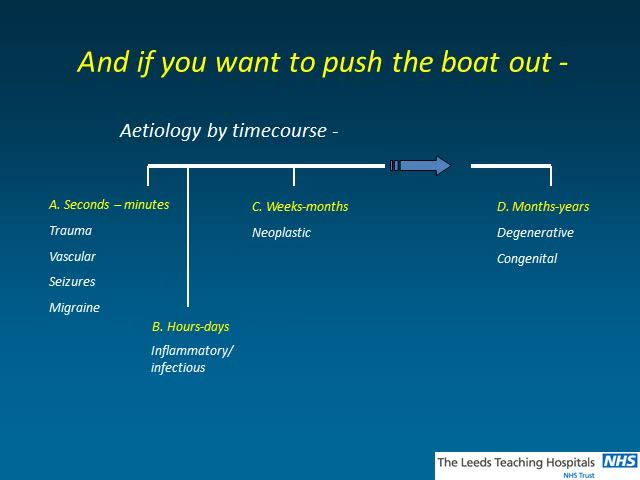 And if you want to push the boat out -
Aetiology by timecourse -
A. Seconds – minutes
Trauma
Vascular
Seizures
Migraine
B. Hours-days
Inflammatory/
infectious
C. Weeks-months
Neoplastic
D. Months-years
Degenerative
Congenital
The Leeds Teaching Hospitals NHS
NHS Trust